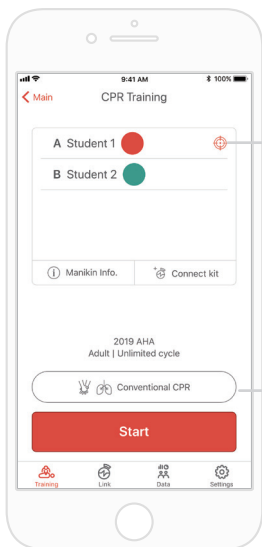 9:41 AM 100%
Main CPR Training
A Student 1
B Student 2
Manikin Info. Connect kit
2019 AHA
Adult | Unlimited cycle
Conventional CPR
Start
Training Link Data Settings